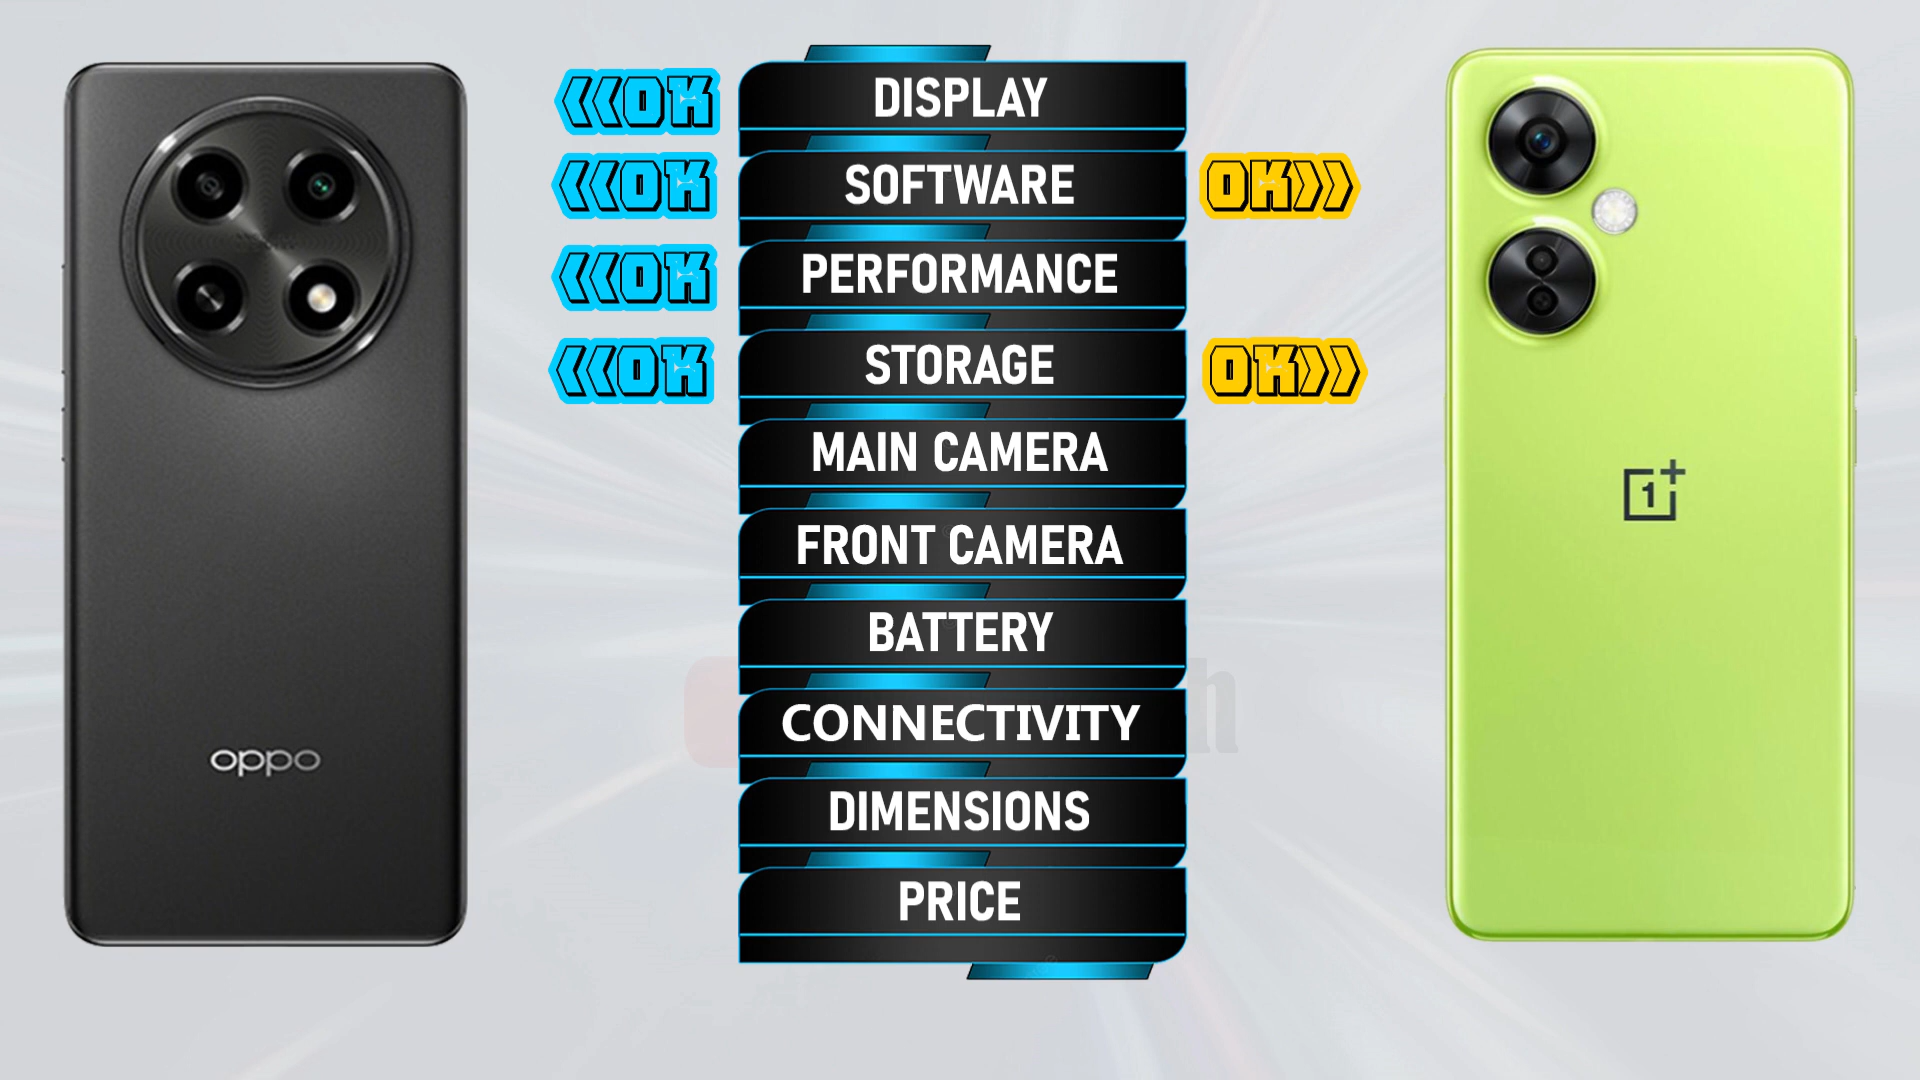 «OK DISPLAY
«OK SOFTWARE OK»
«OK PERFORMANCE
«OK STORAGE OK»
MAIN CAMERA
FRONT CAMERA
BATTERY
CONNECTIVITY
DIMENSIONS
PRICE
oppo
1+